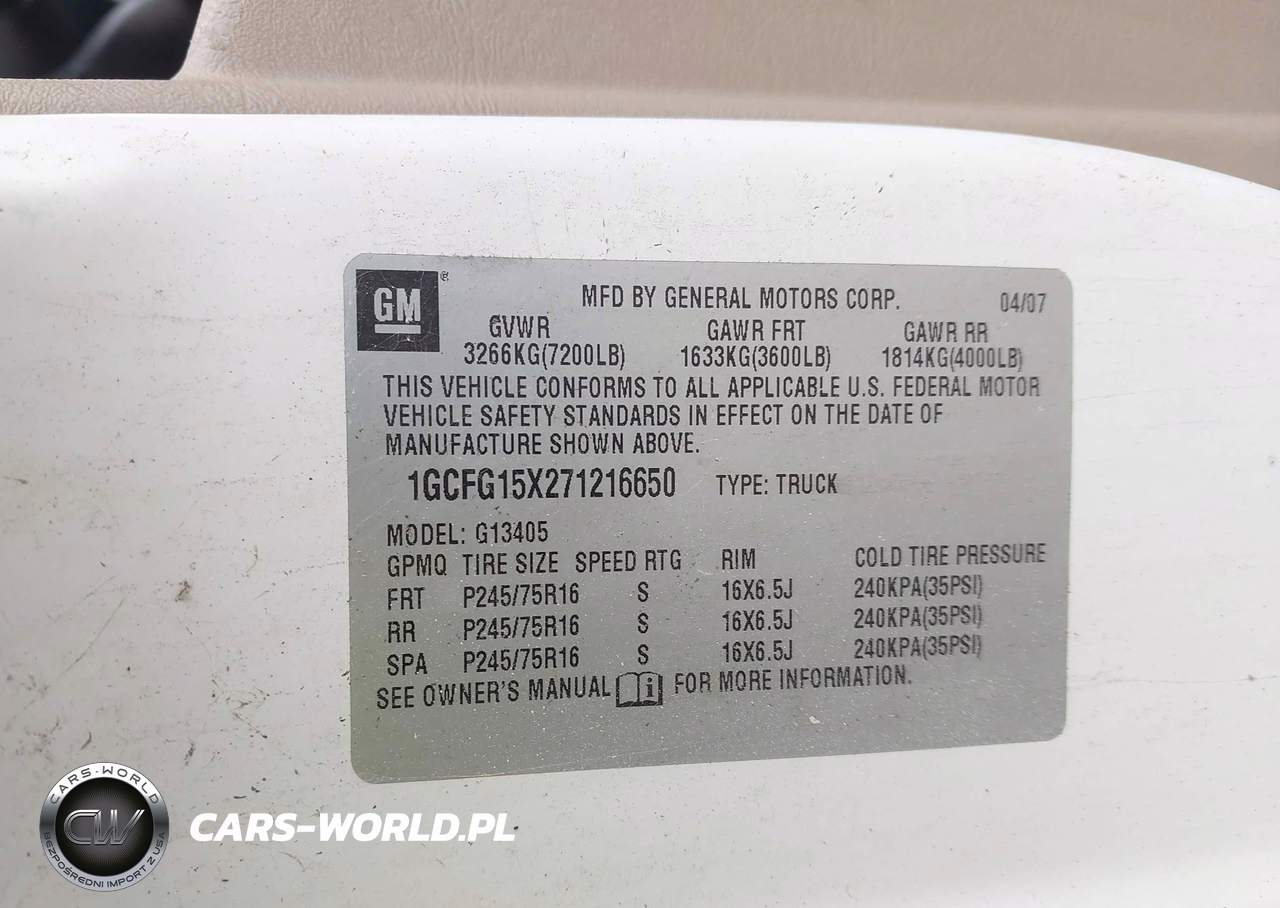 GM
®
MFD BY GENERAL MOTORS CORP. 04/07
GVWR GAWR FRT GAWR RR
3266KG(7200LB) 1633KG(3600LB) 1814KG(4000LB)
THIS VEHICLE CONFORMS TO ALL APPLICABLE U.S. FEDERAL MOTOR
VEHICLE SAFETY STANDARDS IN EFFECT ON THE DATE OF
MANUFACTURE SHOWN ABOVE.
1GCFG15X271216650 TYPE: TRUCK
MODEL: G13405
GPMQ TIRE SIZE SPEED RTG RIM COLD TIRE PRESSURE
FRT P245/75R16 S 16X6.5J 240KPA(35PSI)
RR P245/75R16 S 16X6.5J 240KPA(35PSI)
SPA P245/75R16 S 16X6.5J 240KPA(35PSI)
SEE OWNER'S MANUAL i FOR MORE INFORMATION.
CARS-WORLD
CW
BEZPOŚREDNI IMPORT Z USA
CARS-WORLD.PL